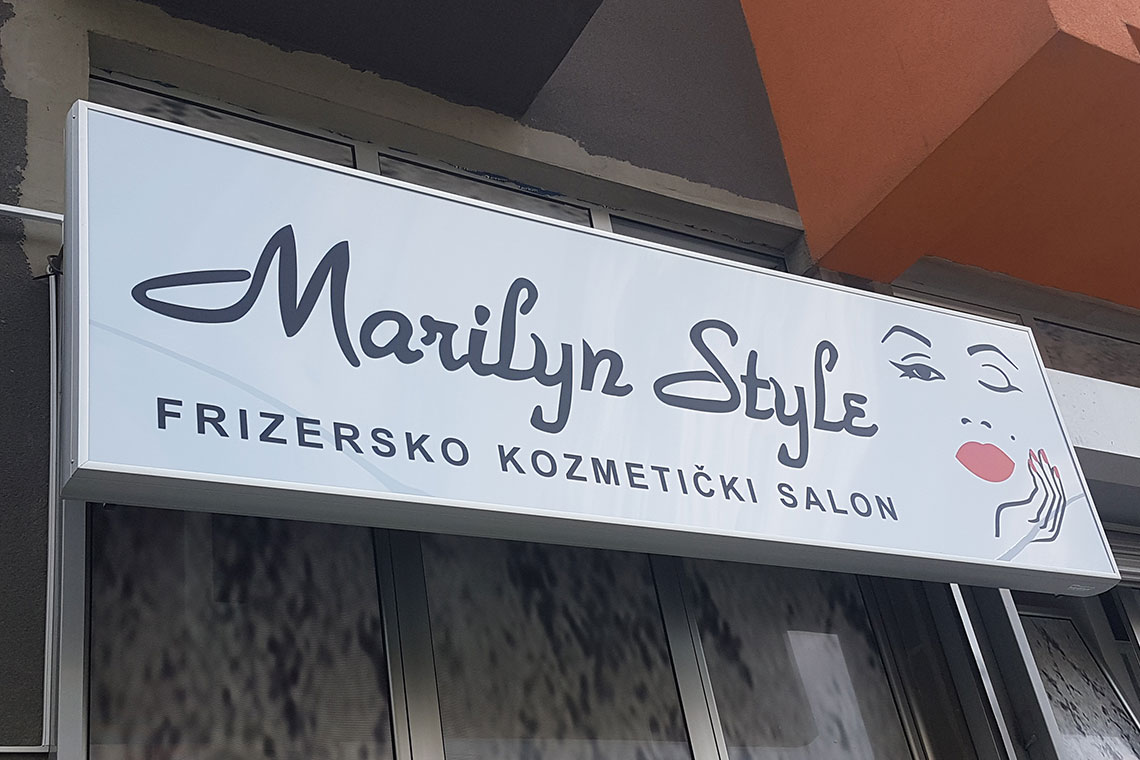 Marilyn Style
FRIZERSKO KOZMETIČKI SALON